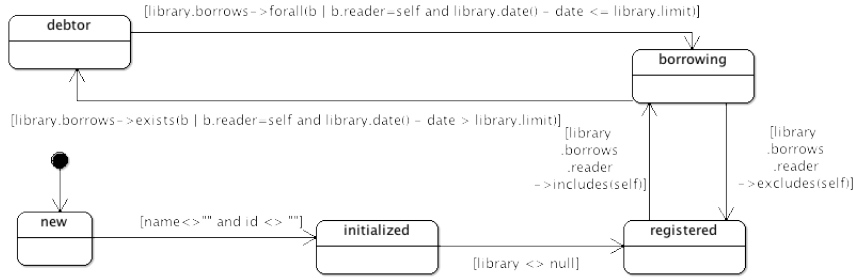 [library.borrows->forall(b | b.reader=self and library.date() - date <= library.limit)]
debtor
borrowing
[library.borrows->exists(b | b.reader=self and library.date() - date > library.limit)]
[library
.borrows
.reader
->includes(self)]
[library
.borrows
.reader
->excludes(self)]
new
[name<>"" and id <> ""]
initialized
registered
[library <> null]